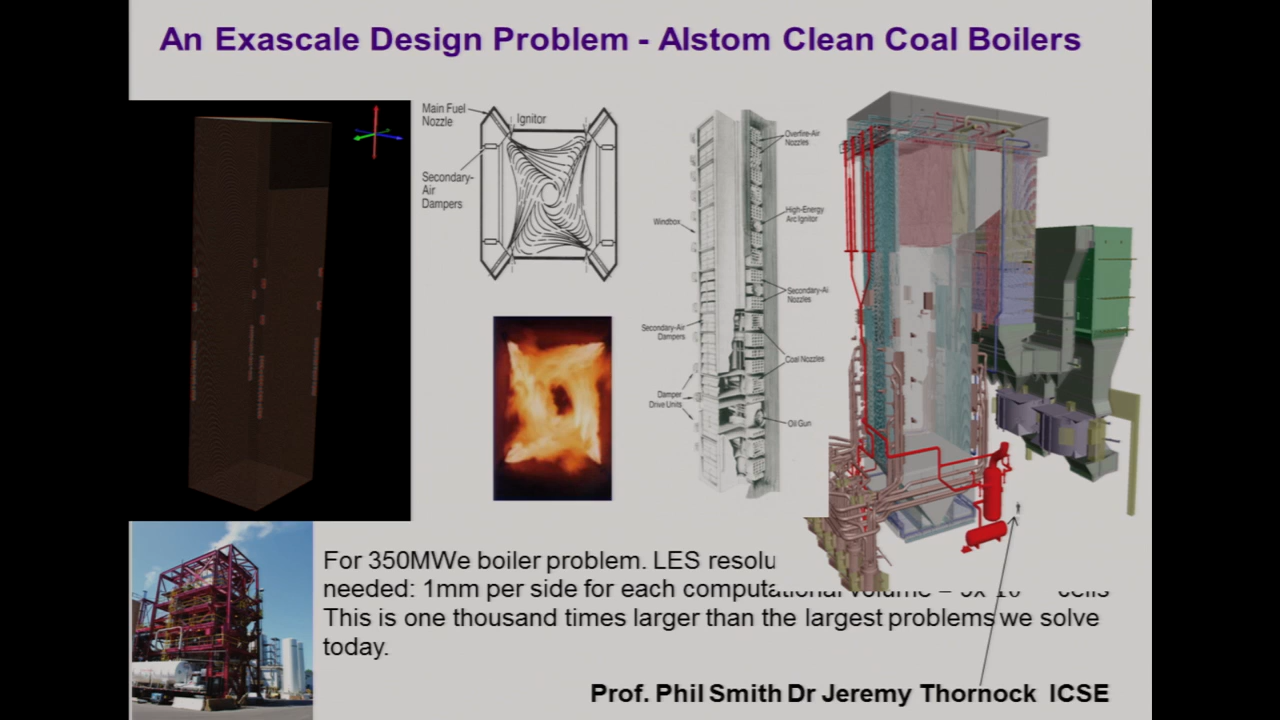 An Exascale Design Problem - Alstom Clean Coal Boilers
Main Fuel
Nozzle
Ignitor
Secondary-
Air
Dampers
Overfire-Air
Nozzles
High-Energy
Arc Ignitor
Windbox
Secondary-Ai
Nozzles
Secondary-Air
Dampers
Coal Nozzles
Damper
Drive Units
Oil Gun
For 350MWe boiler problem. LES resolu
needed: 1mm per side for each computational volume =
cells
This is one thousand times larger than the largest problems we solve
today.
Prof. Phil Smith Dr Jeremy Thornock ICSE